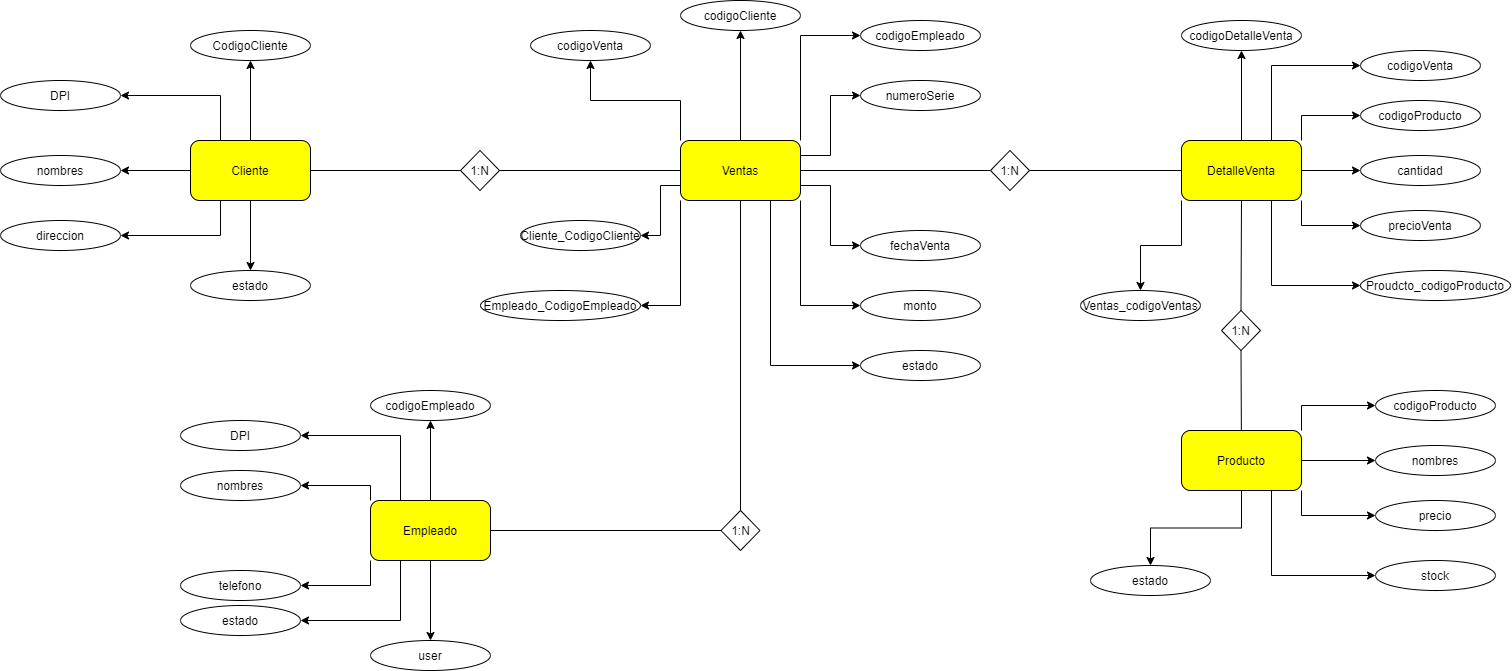 codigoCliente
CodigoCliente
codigoVenta
codigoEmpleado
codigoDetalleVenta
codigoVenta
DPI
numeroSerie
codigoProducto
nombres
Cliente
1:N
Ventas
1:N
DetalleVenta
cantidad
direccion
Cliente_CodigoCliente
fechaVenta
precioVenta
estado
Empleado_CodigoEmpleado
monto
Ventas_codigoVentas
Proudcto_codigoProducto
1:N
estado
codigoEmpleado
codigoProducto
DPI
nombres
Producto
nombres
Empleado
1:N
precio
telefono
estado
stock
estado
user